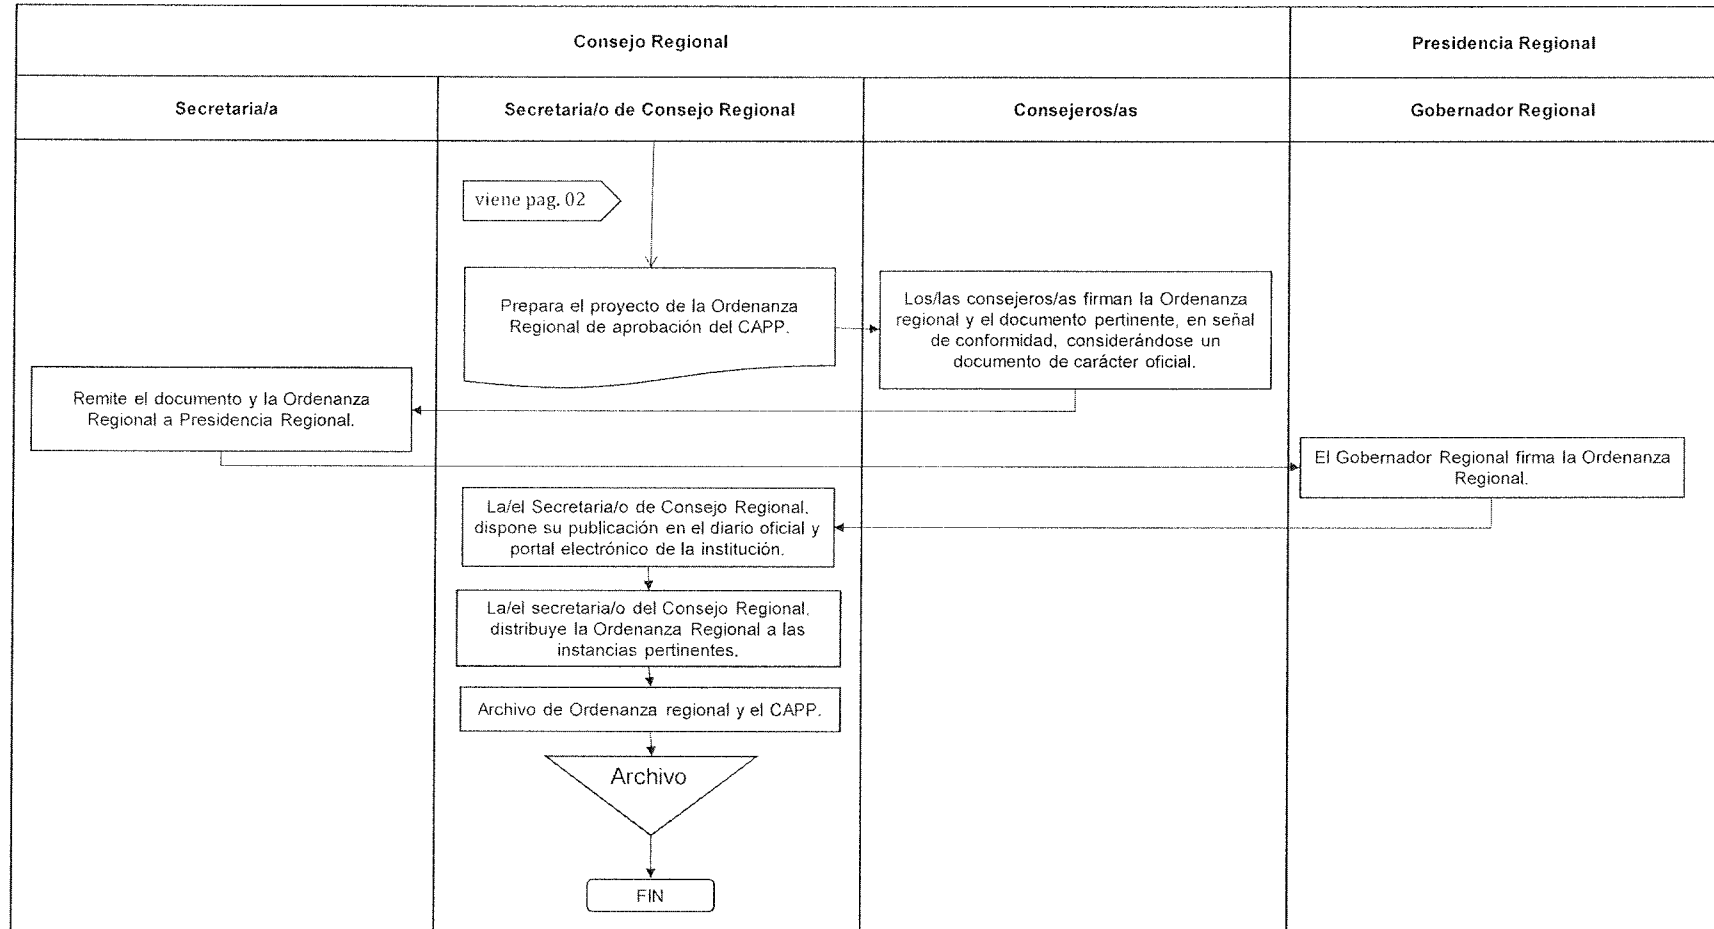 Consejo Regional
Presidencia Regional
Secretaria/a
Secretaria/o de Consejo Regional
Consejeros/as
Gobernador Regional
viene pag. 02
Prepara el proyecto de la Ordenanza
Regional de aprobación del CAPP.
Los/las consejeros/as firman la Ordenanza
regional y el documento pertinente, en señal
de conformidad, considerándose un
documento de carácter oficial.
Remite el documento y la Ordenanza
Regional a Presidencia Regional.
El Gobernador Regional firma la Ordenanza
Regional.
La/el Secretaria/o de Consejo Regional,
dispone su publicación en el diario oficial y
portal electrónico de la institución.
La/el secretaria/o del Consejo Regional,
distribuye la Ordenanza Regional a las
instancias pertinentes.
Archivo de Ordenanza regional y el CAPP.
Archivo
FIN